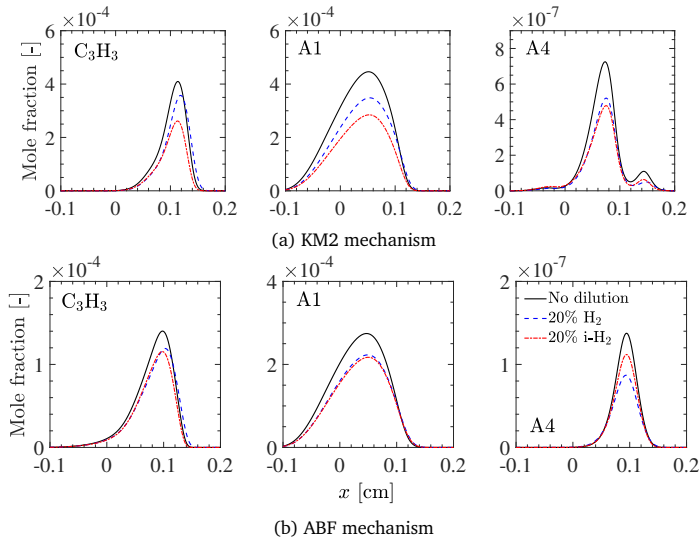 ×10⁻⁴ ×10⁻⁴ ×10⁻⁷
6 6 8
C₃H₃ A1 A4
4 4 6
4
2 2 2
0 0 0
Mole fraction [-]
-0.1 0 0.1 0.2 -0.1 0 0.1 0.2 -0.1 0 0.1 0.2
(a) KM2 mechanism
×10⁻⁴ ×10⁻⁴ ×10⁻⁷
2 4 2
C₃H₃ A1 No dilution
20% H₂
20% i-H₂
1 2 1
A4
0 0 0
Mole fraction [-]
-0.1 0 0.1 0.2 -0.1 0 0.1 0.2 -0.1 0 0.1 0.2
x [cm]
(b) ABF mechanism